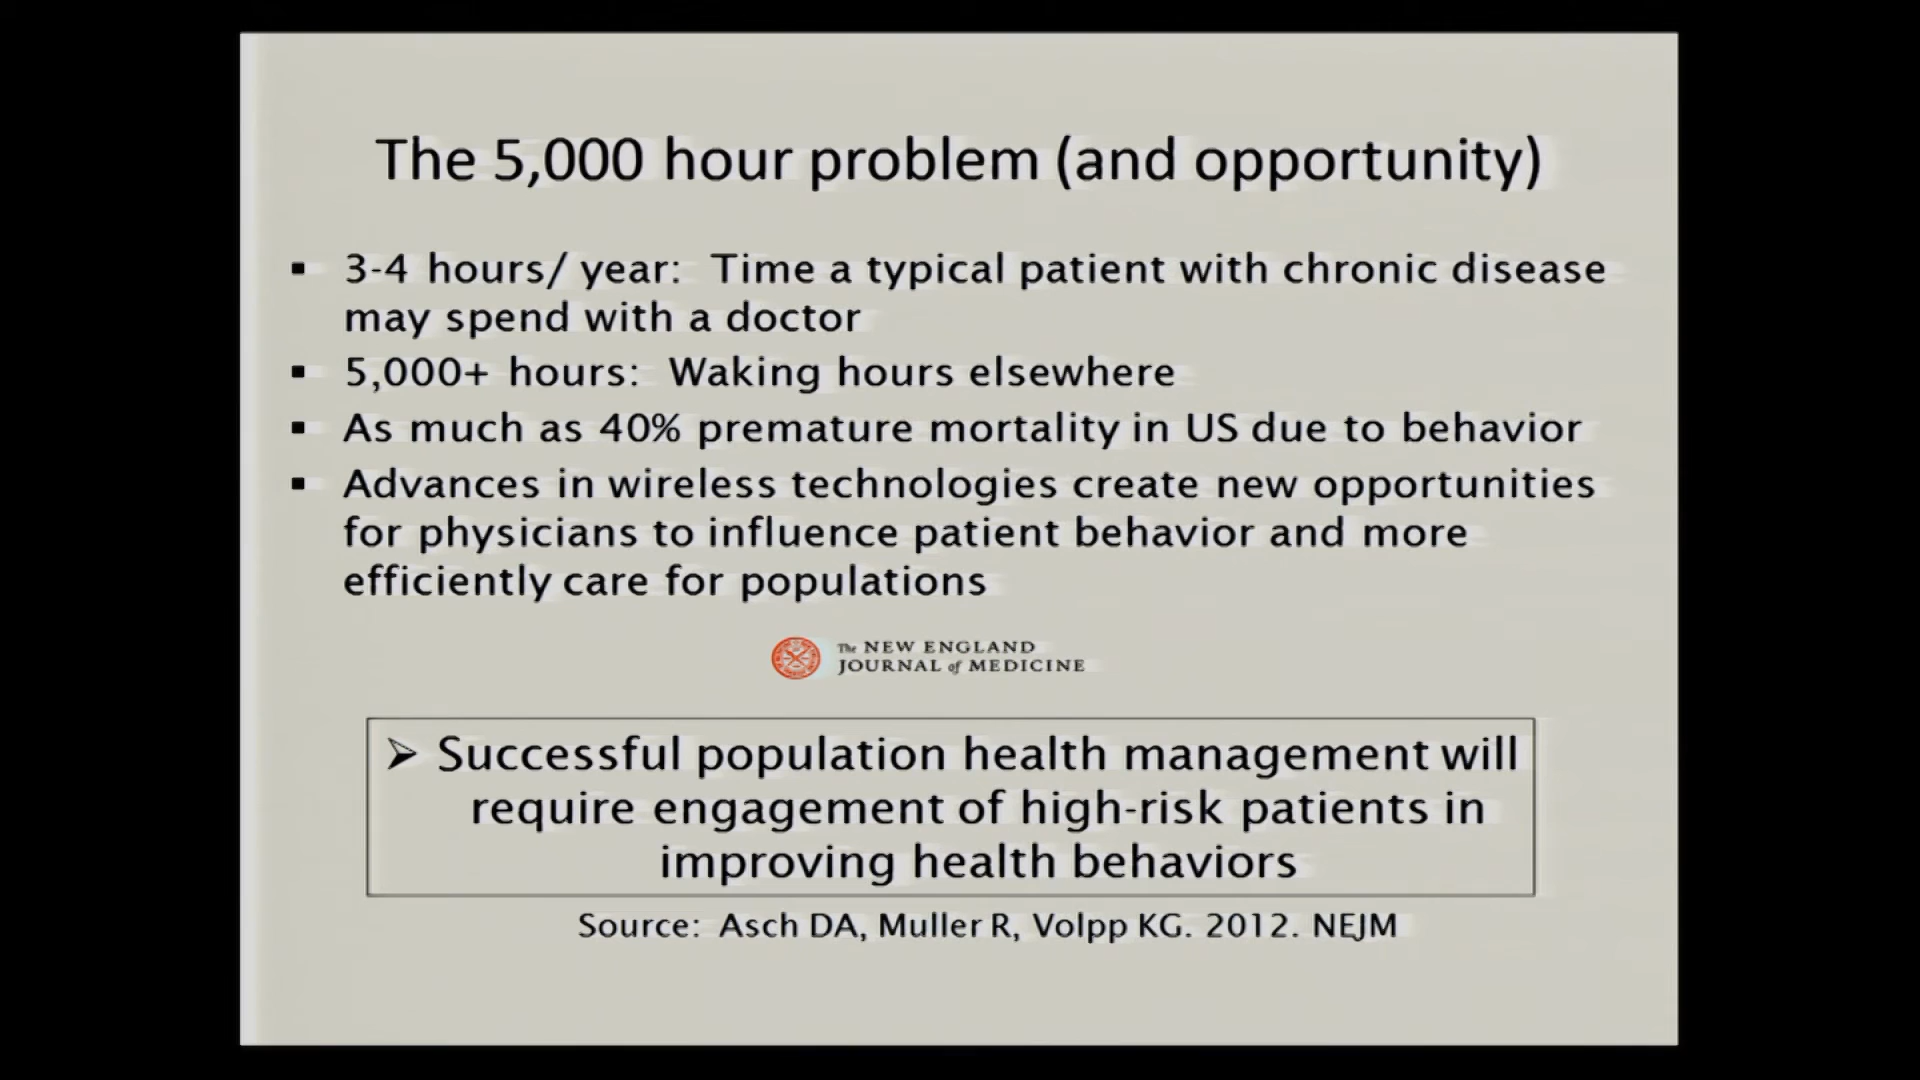 The 5,000 hour problem (and opportunity)
▪ 3-4 hours/ year: Time a typical patient with chronic disease
may spend with a doctor
▪ 5,000+ hours: Waking hours elsewhere
▪ As much as 40% premature mortality in US due to behavior
▪ Advances in wireless technologies create new opportunities
for physicians to influence patient behavior and more
efficiently care for populations
The NEW ENGLAND
JOURNAL of MEDICINE
➢ Successful population health management will
require engagement of high-risk patients in
improving health behaviors
Source: Asch DA, Muller R, Volpp KG. 2012. NEJM